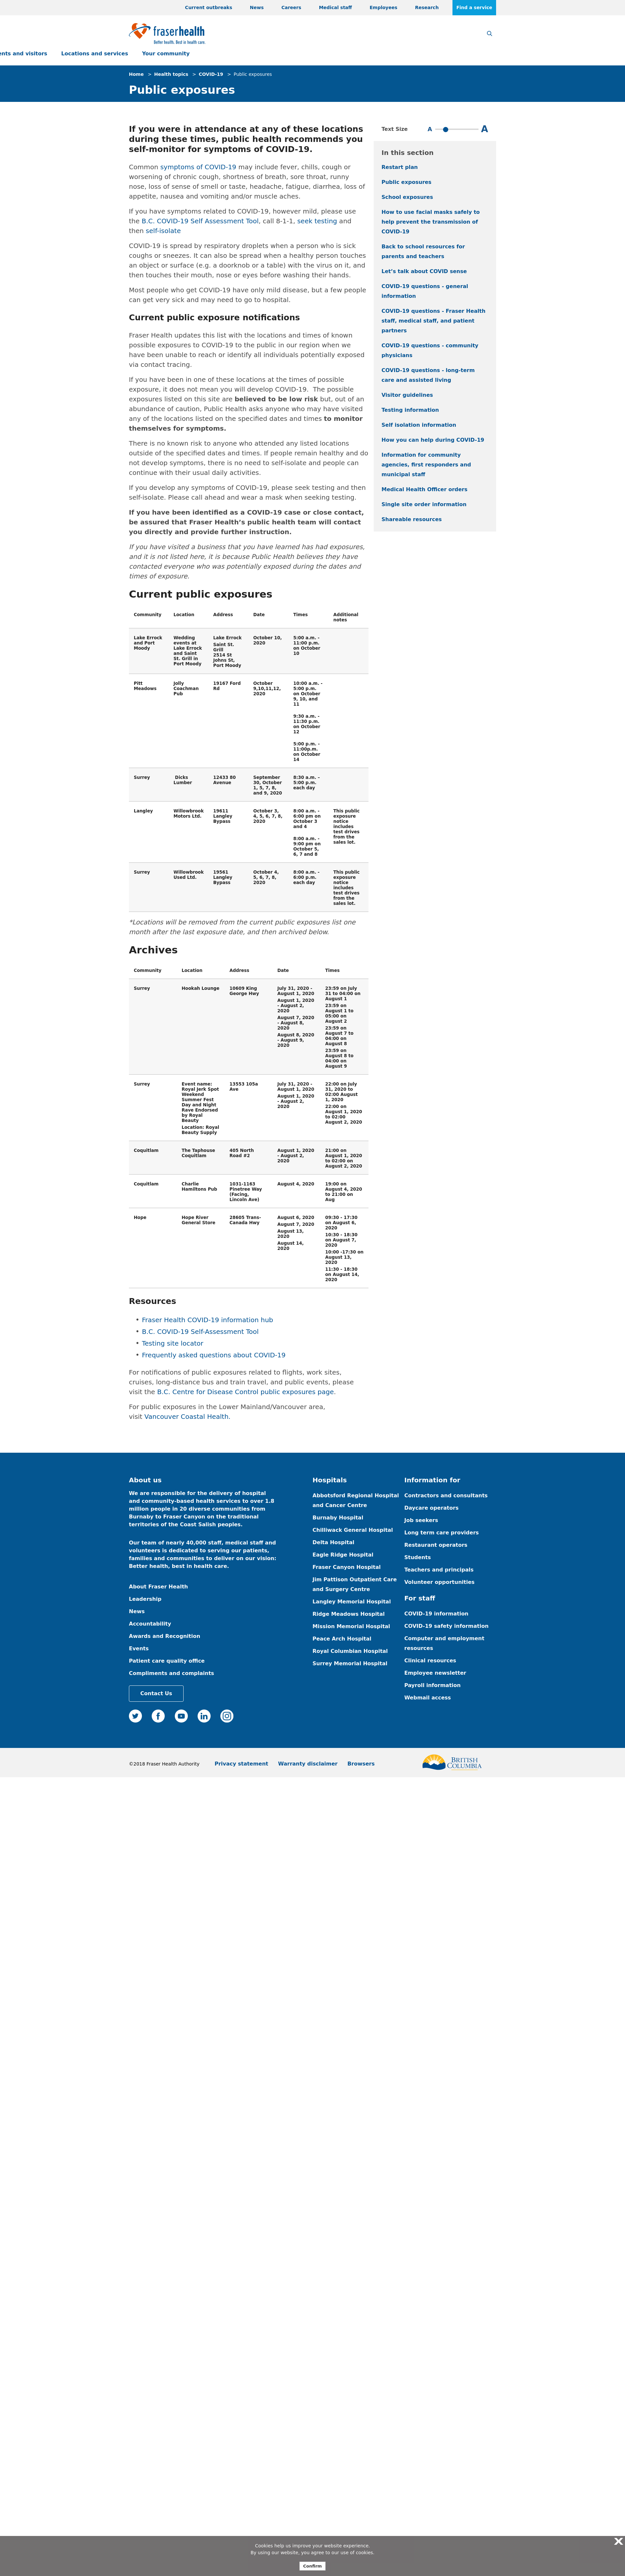 Current outbreaks News Careers Medical staff Employees Research Find a service
fraserhealth
Better health. Best in health care.
ents and visitors Locations and services Your community
Home > Health topics > COVID-19 > Public exposures
Public exposures
If you were in attendance at any of these locations
during these times, public health recommends you
self-monitor for symptoms of COVID-19.
Common symptoms of COVID-19 may include fever, chills, cough or
worsening of chronic cough, shortness of breath, sore throat, runny
nose, loss of sense of smell or taste, headache, fatigue, diarrhea, loss of
appetite, nausea and vomiting and/or muscle aches.
If you have symptoms related to COVID-19, however mild, please use
the B.C. COVID-19 Self Assessment Tool, call 8-1-1, seek testing and
then self-isolate
COVID-19 is spread by respiratory droplets when a person who is sick
coughs or sneezes. It can also be spread when a healthy person touches
an object or surface (e.g. a doorknob or a table) with the virus on it, and
then touches their mouth, nose or eyes before washing their hands.
Most people who get COVID-19 have only mild disease, but a few people
can get very sick and may need to go to hospital.
Current public exposure notifications
Fraser Health updates this list with the locations and times of known
possible exposures to COVID-19 to the public in our region when we
have been unable to reach or identify all individuals potentially exposed
via contact tracing.
If you have been in one of these locations at the times of possible
exposure, it does not mean you will develop COVID-19. The possible
exposures listed on this site are believed to be low risk but, out of an
abundance of caution, Public Health asks anyone who may have visited
any of the locations listed on the specified dates and times to monitor
themselves for symptoms.
There is no known risk to anyone who attended any listed locations
outside of the specified dates and times. If people remain healthy and do
not develop symptoms, there is no need to self-isolate and people can
continue with their usual daily activities.
If you develop any symptoms of COVID-19, please seek testing and then
self-isolate. Please call ahead and wear a mask when seeking testing.
If you have been identified as a COVID-19 case or close contact,
be assured that Fraser Health's public health team will contact
you directly and provide further instruction.
If you have visited a business that you have learned has had exposures,
and it is not listed here, it is because Public Health believes they have
contacted everyone who was potentially exposed during the dates and
times of exposure.
Current public exposures
Community Location Address Date Times Additional notes
Lake Errock and Port Moody Wedding events at Lake Errock and Saint St. Grill in Port Moody Lake Errock Saint St. Grill 2514 St Johns St, Port Moody October 10, 2020 5:00 a.m. - 11:00 p.m. on October 10
Pitt Meadows Jolly Coachman Pub 19167 Ford Rd October 9,10,11,12, 2020 10:00 a.m. - 5:00 p.m. on October 9, 10, and 11 9:30 a.m. - 11:30 p.m. on October 12 5:00 p.m. - 11:00p.m. on October 14
Surrey Dicks Lumber 12433 80 Avenue September 30, October 1, 5, 7, 8, and 9, 2020 8:30 a.m. - 5:00 p.m. each day
Langley Willowbrook Motors Ltd. 19611 Langley Bypass October 3, 4, 5, 6, 7, 8, 2020 8:00 a.m. - 6:00 pm on October 3 and 4 8:00 a.m. - 9:00 pm on October 5, 6, 7 and 8 This public exposure notice includes test drives from the sales lot.
Surrey Willowbrook Used Ltd. 19561 Langley Bypass October 4, 5, 6, 7, 8, 2020 8:00 a.m. - 6:00 p.m. each day This public exposure notice includes test drives from the sales lot.
*Locations will be removed from the current public exposures list one
month after the last exposure date, and then archived below.
Archives
Community Location Address Date Times
Surrey Hookah Lounge 10609 King George Hwy July 31, 2020 - August 1, 2020 August 1, 2020 - August 2, 2020 August 7, 2020 - August 8, 2020 August 8, 2020 - August 9, 2020 23:59 on July 31 to 04:00 on August 1 23:59 on August 1 to 05:00 on August 2 23:59 on August 7 to 04:00 on August 8 23:59 on August 8 to 04:00 on August 9
Surrey Event name: Royal Jerk Spot Weekend Summer Fest Day and Night Rave Endorsed by Royal Beauty Location: Royal Beauty Supply 13553 105a Ave July 31, 2020 - August 1, 2020 August 1, 2020 - August 2, 2020 22:00 on July 31, 2020 to 02:00 August 1, 2020 22:00 on August 1, 2020 to 02:00 August 2, 2020
Coquitlam The Taphouse Coquitlam 405 North Road #2 August 1, 2020 - August 2, 2020 21:00 on August 1, 2020 to 02:00 on August 2, 2020
Coquitlam Charlie Hamiltons Pub 1031-1163 Pinetree Way (Facing, Lincoln Ave) August 4, 2020 19:00 on August 4, 2020 to 21:00 on Aug
Hope Hope River General Store 28605 Trans-Canada Hwy August 6, 2020 August 7, 2020 August 13, 2020 August 14, 2020 09:30 - 17:30 on August 6, 2020 10:30 - 18:30 on August 7, 2020 10:00 -17:30 on August 13, 2020 11:30 - 18:30 on August 14, 2020
Resources
• Fraser Health COVID-19 information hub
• B.C. COVID-19 Self-Assessment Tool
• Testing site locator
• Frequently asked questions about COVID-19
For notifications of public exposures related to flights, work sites,
cruises, long-distance bus and train travel, and public events, please
visit the B.C. Centre for Disease Control public exposures page.
For public exposures in the Lower Mainland/Vancouver area,
visit Vancouver Coastal Health.
Text Size A A
In this section
Restart plan
Public exposures
School exposures
How to use facial masks safely to
help prevent the transmission of
COVID-19
Back to school resources for
parents and teachers
Let's talk about COVID sense
COVID-19 questions - general
information
COVID-19 questions - Fraser Health
staff, medical staff, and patient
partners
COVID-19 questions - community
physicians
COVID-19 questions - long-term
care and assisted living
Visitor guidelines
Testing information
Self isolation information
How you can help during COVID-19
Information for community
agencies, first responders and
municipal staff
Medical Health Officer orders
Single site order information
Shareable resources
About us
We are responsible for the delivery of hospital
and community-based health services to over 1.8
million people in 20 diverse communities from
Burnaby to Fraser Canyon on the traditional
territories of the Coast Salish peoples.
Our team of nearly 40,000 staff, medical staff and
volunteers is dedicated to serving our patients,
families and communities to deliver on our vision:
Better health, best in health care.
About Fraser Health
Leadership
News
Accountability
Awards and Recognition
Events
Patient care quality office
Compliments and complaints
Contact Us
Hospitals
Abbotsford Regional Hospital
and Cancer Centre
Burnaby Hospital
Chilliwack General Hospital
Delta Hospital
Eagle Ridge Hospital
Fraser Canyon Hospital
Jim Pattison Outpatient Care
and Surgery Centre
Langley Memorial Hospital
Ridge Meadows Hospital
Mission Memorial Hospital
Peace Arch Hospital
Royal Columbian Hospital
Surrey Memorial Hospital
Information for
Contractors and consultants
Daycare operators
Job seekers
Long term care providers
Restaurant operators
Students
Teachers and principals
Volunteer opportunities
For staff
COVID-19 information
COVID-19 safety information
Computer and employment
resources
Clinical resources
Employee newsletter
Payroll information
Webmail access
©2018 Fraser Health Authority Privacy statement Warranty disclaimer Browsers
BRITISH
COLUMBIA
Cookies help us improve your website experience.
By using our website, you agree to our use of cookies.
Confirm